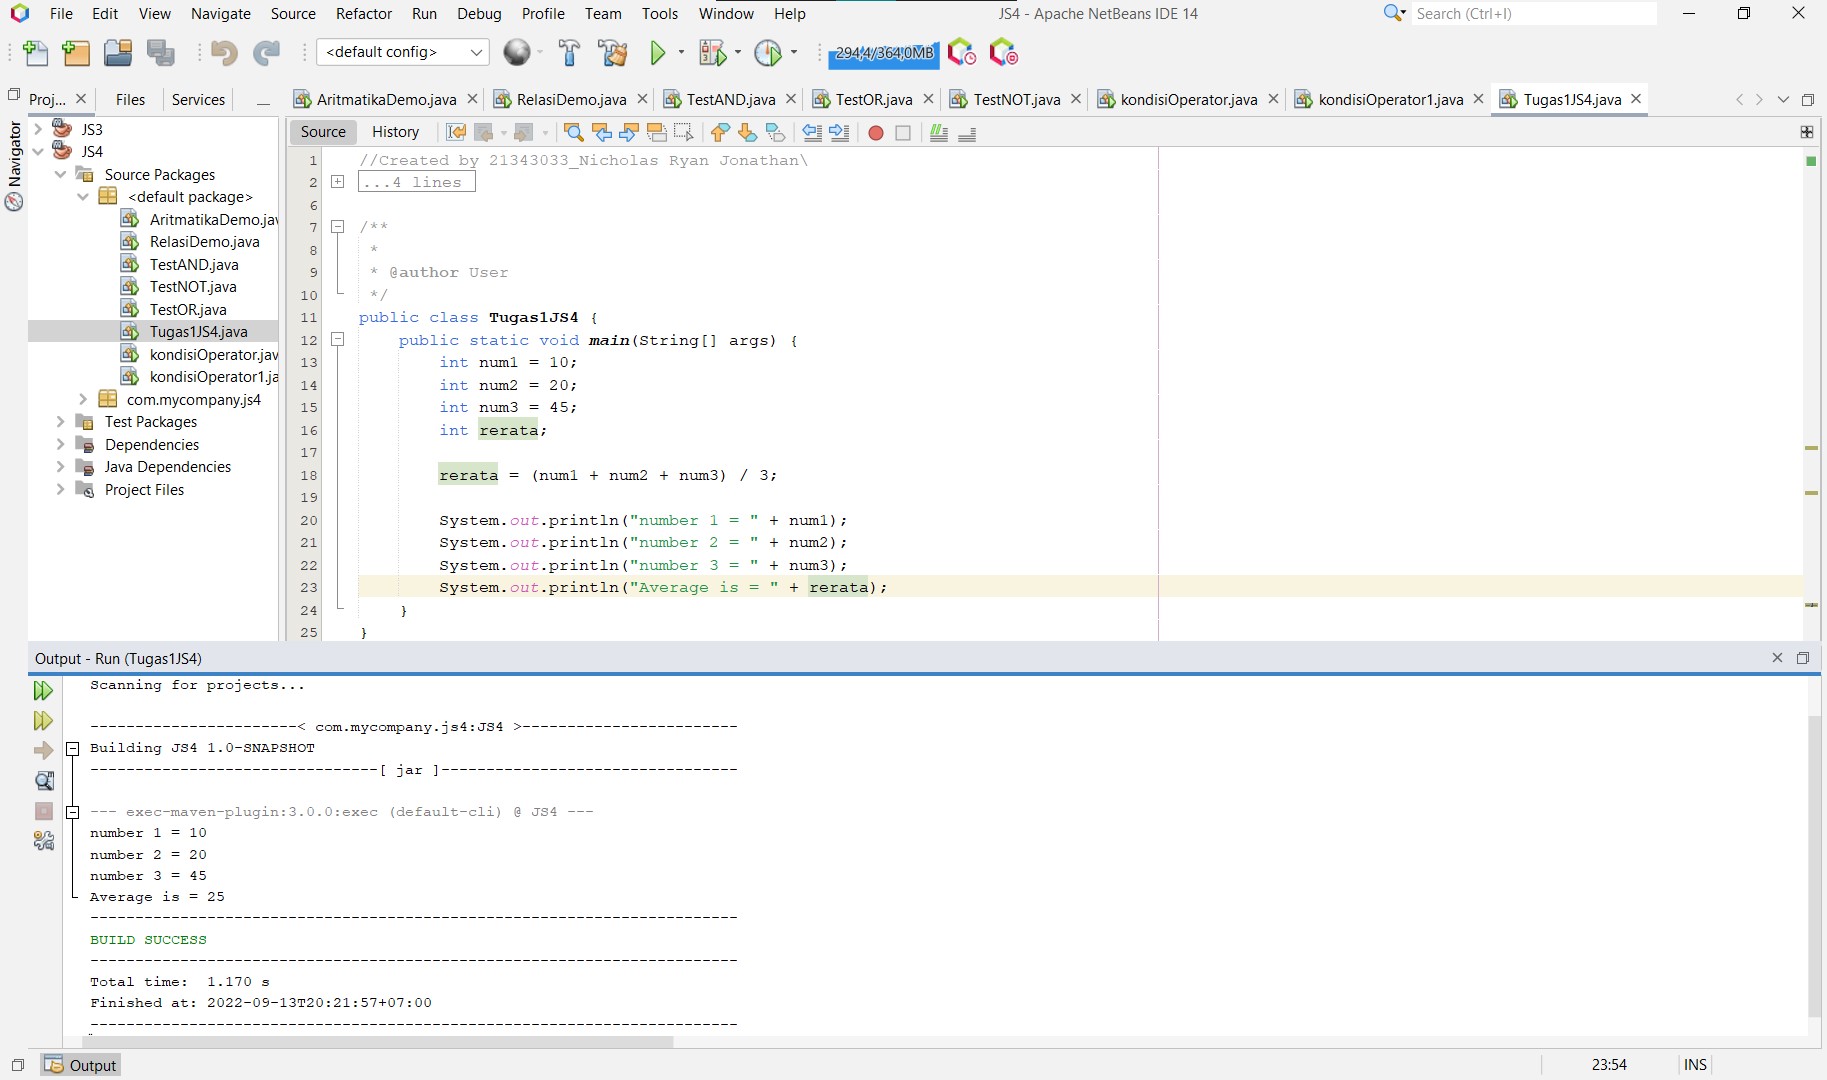 File Edit View Navigate Source Refactor Run Debug Profile Team Tools Window Help JS4 - Apache NetBeans IDE 14 Search (Ctrl+I)
<default config> 294,4/364,0MB
Proj... Files Services AritmatikaDemo.java RelasiDemo.java TestAND.java TestOR.java TestNOT.java kondisiOperator.java kondisiOperator1.java Tugas1JS4.java
Navigator
JS3
JS4
Source Packages
<default package>
AritmatikaDemo.jav
RelasiDemo.java
TestAND.java
TestNOT.java
TestOR.java
Tugas1JS4.java
kondisiOperator.jav
kondisiOperator1.ja
com.mycompany.js4
Test Packages
Dependencies
Java Dependencies
Project Files
Source History
1 //Created by 21343033_Nicholas Ryan Jonathan\
2 ...4 lines
6
7 /**
8 *
9 * @author User
10 */
11 public class Tugas1JS4 {
12 public static void main(String[] args) {
13 int num1 = 10;
14 int num2 = 20;
15 int num3 = 45;
16 int rerata;
17
18 rerata = (num1 + num2 + num3) / 3;
19
20 System.out.println("number 1 = " + num1);
21 System.out.println("number 2 = " + num2);
22 System.out.println("number 3 = " + num3);
23 System.out.println("Average is = " + rerata);
24 }
25 }
Output - Run (Tugas1JS4)
Scanning for projects...
-----------------------< com.mycompany.js4:JS4 >------------------------
Building JS4 1.0-SNAPSHOT
--------------------------------[ jar ]---------------------------------
--- exec-maven-plugin:3.0.0:exec (default-cli) @ JS4 ---
number 1 = 10
number 2 = 20
number 3 = 45
Average is = 25
------------------------------------------------------------------------
BUILD SUCCESS
------------------------------------------------------------------------
Total time:  1.170 s
Finished at: 2022-09-13T20:21:57+07:00
------------------------------------------------------------------------
Output 23:54 INS